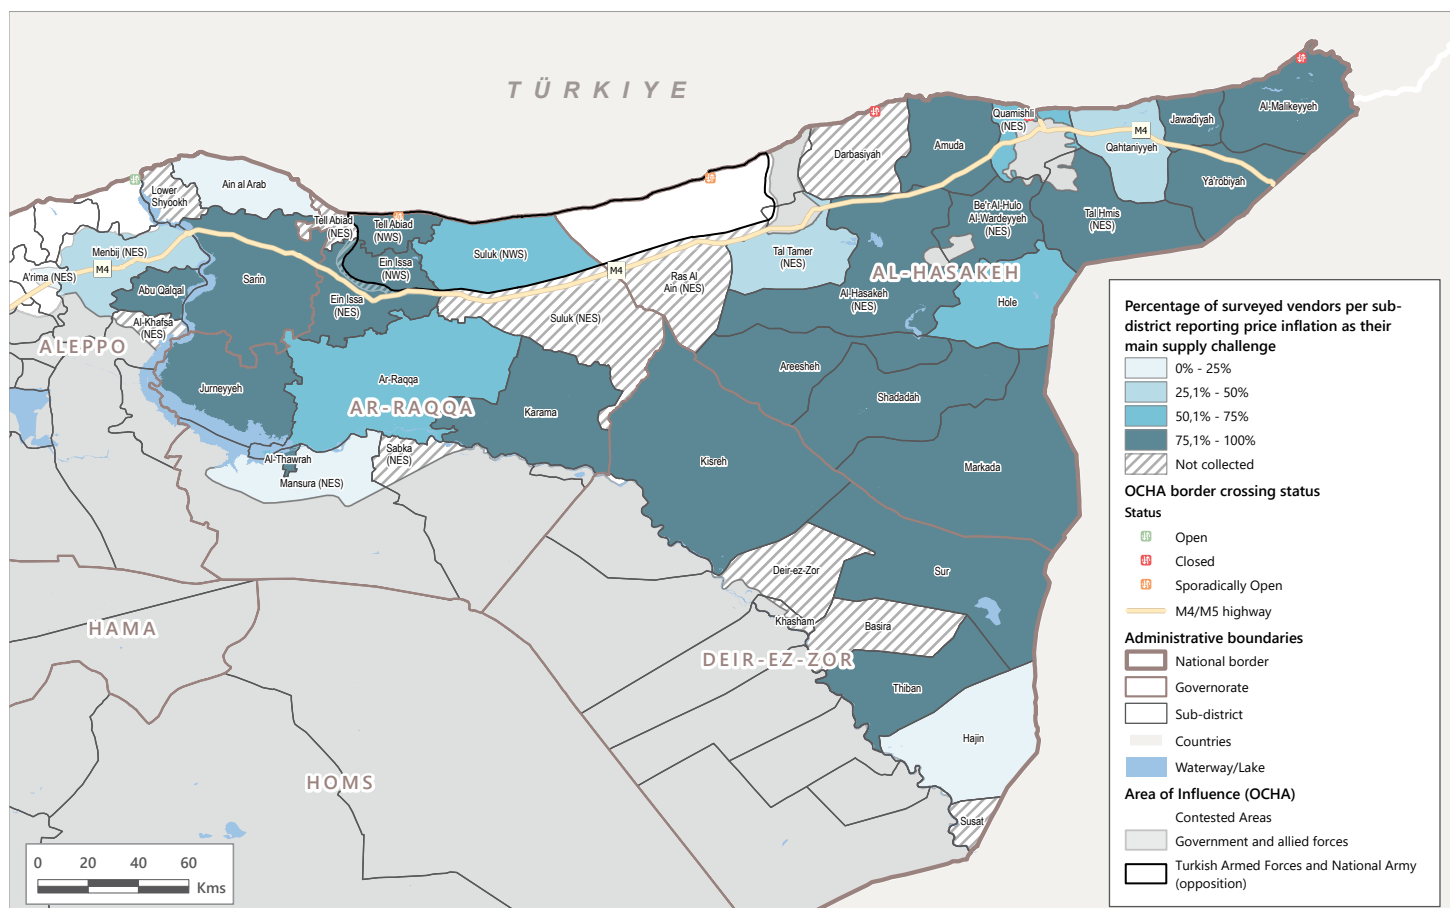 TÜRKIYE
Al-Malikeyyeh
Jawadiyah
Quamishli
(NES)
M4
Qahtaniyyeh
Amuda
Darbasiyah
Ya'robiyah
Lower
Shyookh
Ain al Arab
Tell Abiad
(NES)
Tell Abiad
(NWS)
Be'r Al-Hulo
Al-Wardeyyeh
(NES)
Tal Hmis
(NES)
Menbij (NES)
M4
A'rima (NES)
Suluk (NWS)
Ein Issa
(NWS)
Tal Tamer
(NES)
M4
AL-HASAKEH
Sarin
Abu Qalqal
Ras Al
Ain (NES)
Al-Hasakeh
(NES)
Hole
Ein Issa
(NES)
Suluk (NES)
Al-Khafsa
(NES)
ALEPPO
Areesheh
Ar-Raqqa
Jurneyyeh
AR-RAQQA
Karama
Shadadah
Sabka
(NES)
Al-Thawrah
Mansura (NES)
Kisreh
Markada
Deir-ez-Zor
Sur
Khasham
Basira
HAMA
DEIR-EZ-ZOR
Thiban
Hajin
HOMS
Susat
0 20 40 60
Kms
Percentage of surveyed vendors per sub-
district reporting price inflation as their
main supply challenge
0% - 25%
25,1% - 50%
50,1% - 75%
75,1% - 100%
Not collected
OCHA border crossing status
Status
Open
Closed
Sporadically Open
M4/M5 highway
Administrative boundaries
National border
Governorate
Sub-district
Countries
Waterway/Lake
Area of Influence (OCHA)
Contested Areas
Government and allied forces
Turkish Armed Forces and National Army
(opposition)